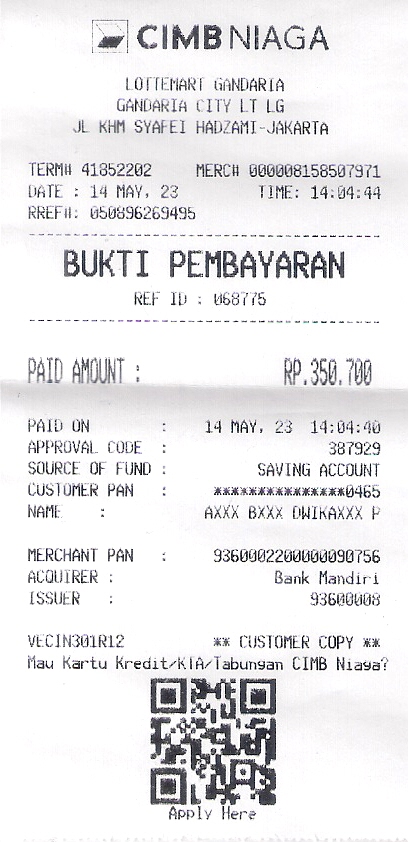 CIMB NIAGA
LOTTEMART GANDARIA
GANDARIA CITY LT LG
JL KHM SYAFEI HADZAMI-JAKARTA
TERM# 41852202 MERC# 000008158507971
DATE : 14 MAY, 23 TIME: 14:04:44
RREF#: 050896269495
BUKTI PEMBAYARAN
REF ID : 068775
PAID AMOUNT : RP.350.700
PAID ON : 14 MAY, 23 14:04:40
APPROVAL CODE : 387929
SOURCE OF FUND : SAVING ACCOUNT
CUSTOMER PAN : ***************0465
NAME : AXXX BXXX DWIKAXXX P
MERCHANT PAN : 9360002200000090756
ACQUIRER : Bank Mandiri
ISSUER : 93600008
VECIN301R12 ** CUSTOMER COPY **
Mau Kartu Kredit/KTA/Tabungan CIMB Niaga?
Apply Here